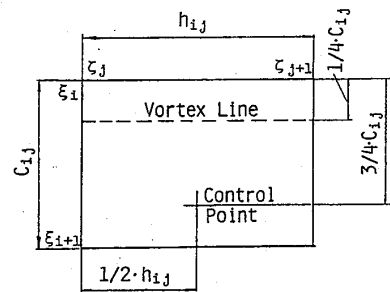 h_ij
ζ_j ζ_j+1
1/4·C_ij
ξ_i
Vortex Line
C_ij
3/4·C_ij
Control
Point
ξ_i+1
1/2·h_ij